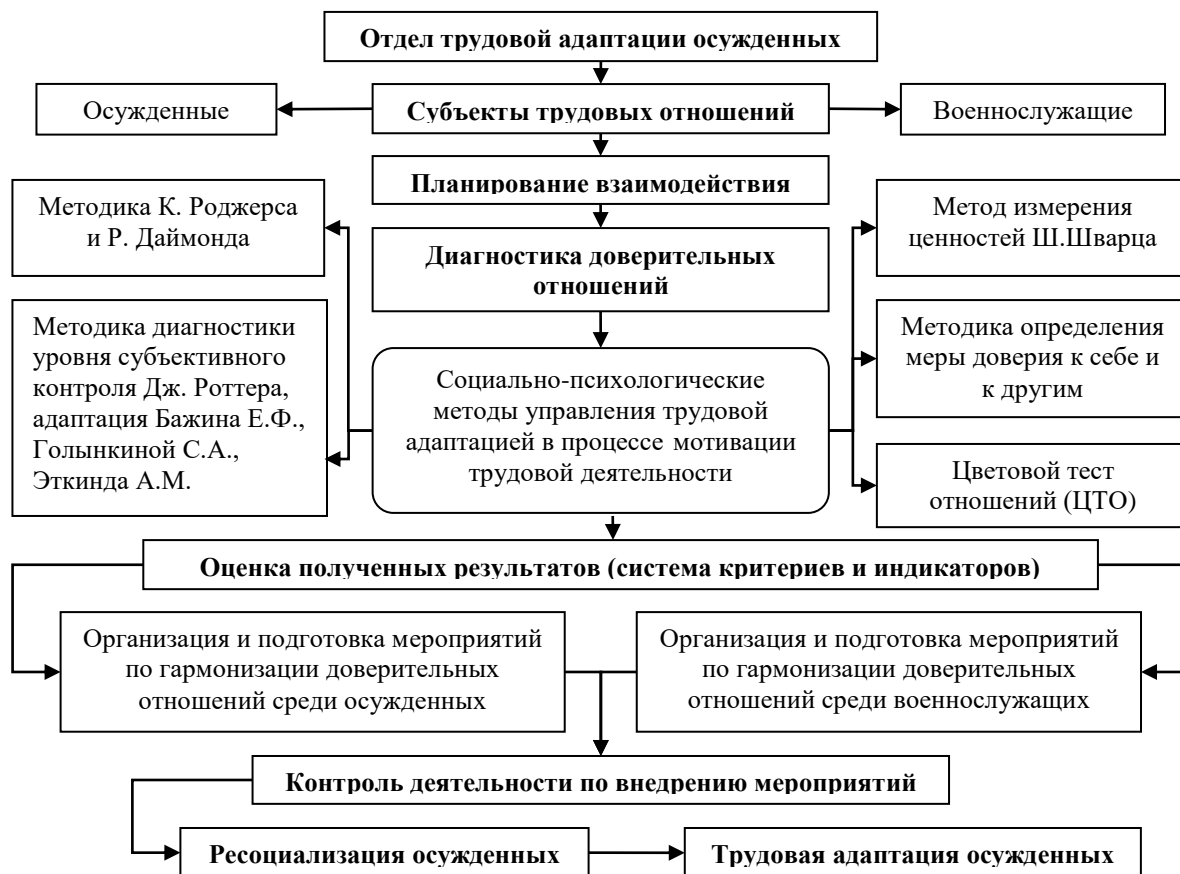 Отдел трудовой адаптации осужденных
Осужденные
Субъекты трудовых отношений
Военнослужащие
Планирование взаимодействия
Методика К. Роджерса
и Р. Даймонда
Диагностика доверительных
отношений
Метод измерения
ценностей Ш.Шварца
Методика диагностики
уровня субъективного
контроля Дж. Роттера,
адаптация Бажина Е.Ф.,
Голынкиной С.А.,
Эткинда А.М.
Социально-психологические
методы управления трудовой
адаптацией в процессе мотивации
трудовой деятельности
Методика определения
меры доверия к себе и
к другим
Цветовой тест
отношений (ЦТО)
Оценка полученных результатов (система критериев и индикаторов)
Организация и подготовка мероприятий
по гармонизации доверительных
отношений среди осужденных
Организация и подготовка мероприятий
по гармонизации доверительных
отношений среди военнослужащих
Контроль деятельности по внедрению мероприятий
Ресоциализация осужденных
Трудовая адаптация осужденных